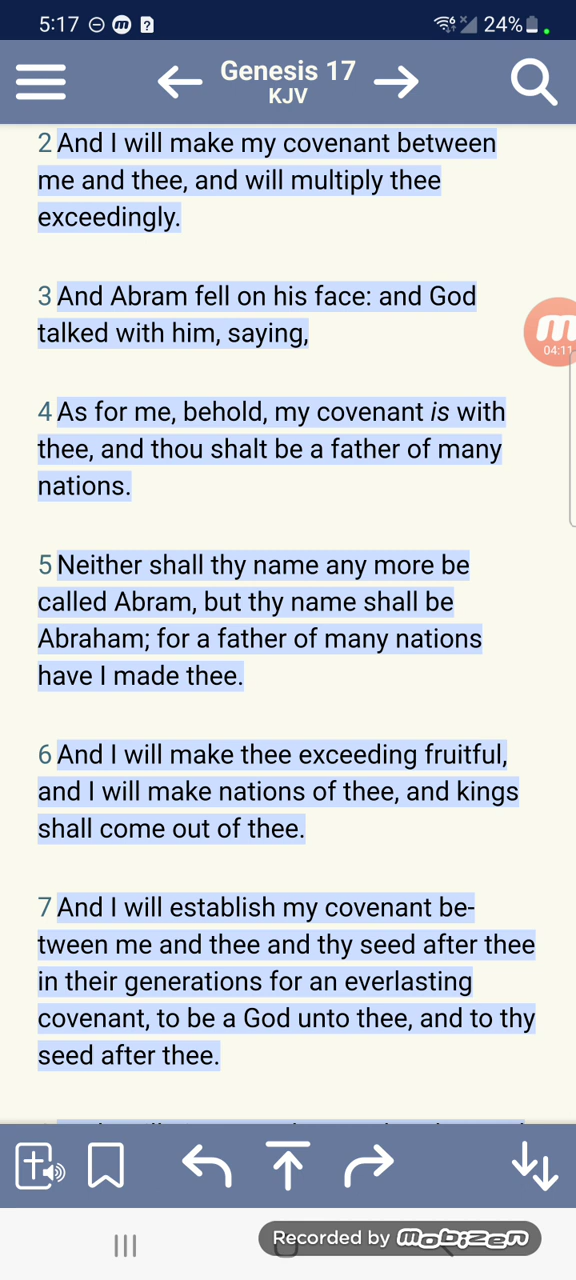 5:17 m ? 6 24%
Genesis 17
KJV
2 And I will make my covenant between
me and thee, and will multiply thee
exceedingly.
3 And Abram fell on his face: and God
talked with him, saying,
m
04:11
4 As for me, behold, my covenant is with
thee, and thou shalt be a father of many
nations.
5 Neither shall thy name any more be
called Abram, but thy name shall be
Abraham; for a father of many nations
have I made thee.
6 And I will make thee exceeding fruitful,
and I will make nations of thee, and kings
shall come out of thee.
7 And I will establish my covenant be-
tween me and thee and thy seed after thee
in their generations for an everlasting
covenant, to be a God unto thee, and to thy
seed after thee.
Recorded by mobizen